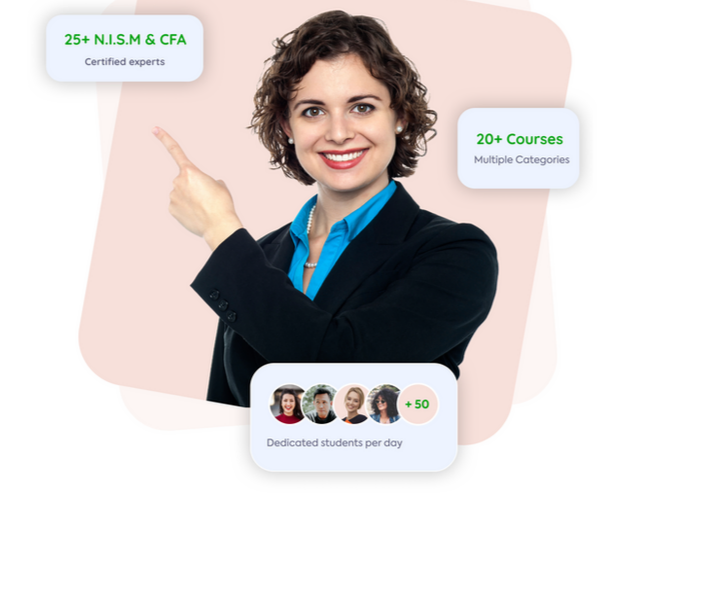 25+ N.I.S.M & CFA
Certified experts
20+ Courses
Multiple Categories
+ 50
Dedicated students per day